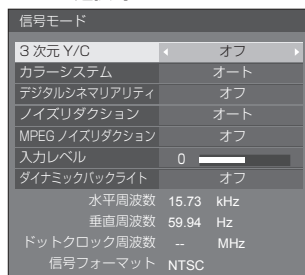 信号モード
3 次元 Y/C オフ
カラーシステム オート
デジタルシネマリアリティ オフ
ノイズリダクション オート
MPEG ノイズリダクション オフ
入力レベル 0
ダイナミックバックライト オフ
水平周波数 15.73 kHz
垂直周波数 59.94 Hz
ドットクロック周波数 -- MHz
信号フォーマット NTSC